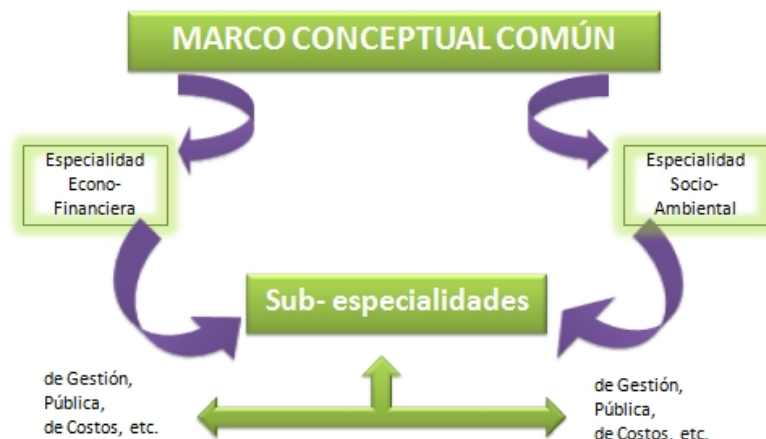 MARCO CONCEPTUAL COMÚN
Especialidad
Econo-
Financiera
Especialidad
Socio-
Ambiental
Sub- especialidades
de Gestión,
Pública,
de Costos, etc.
de Gestión,
Pública,
de Costos, etc.